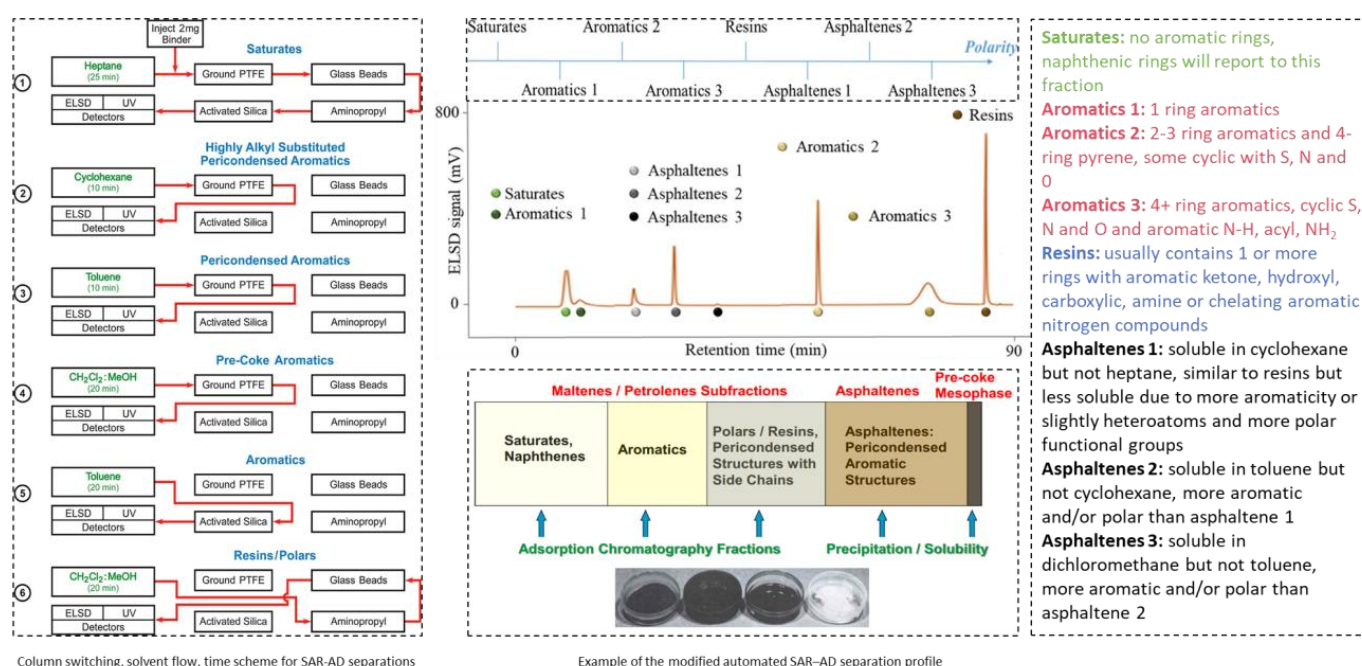 Inject 2mg
Binder
Saturates
1
Heptane
(25 min)
Ground PTFE
Glass Beads
ELSD
UV
Detectors
Activated Silica
Aminopropyl
Highly Alkyl Substituted
Pericondensed Aromatics
2
Cyclohexane
(10 min)
Ground PTFE
Glass Beads
ELSD
UV
Detectors
Activated Silica
Aminopropyl
Pericondensed Aromatics
3
Toluene
(10 min)
Ground PTFE
Glass Beads
ELSD
UV
Detectors
Activated Silica
Aminopropyl
Pre-Coke Aromatics
4
CH₂Cl₂:MeOH
(20 min)
Ground PTFE
Glass Beads
ELSD
UV
Detectors
Activated Silica
Aminopropyl
Aromatics
5
Toluene
(20 min)
Ground PTFE
Glass Beads
ELSD
UV
Detectors
Activated Silica
Aminopropyl
Resins/Polars
6
CH₂Cl₂:MeOH
(20 min)
Ground PTFE
Glass Beads
ELSD
UV
Detectors
Activated Silica
Aminopropyl
Column switching, solvent flow, time scheme for SAR-AD separations
Saturates
Aromatics 2
Resins
Asphaltenes 2
Polarity
Aromatics 1
Aromatics 3
Asphaltenes 1
Asphaltenes 3
800
ELSD signal (mV)
0
Resins
Aromatics 2
Asphaltenes 1
Saturates
Asphaltenes 2
Aromatics 1
Asphaltenes 3
Aromatics 3
0
Retention time (min)
90
Maltenes / Petrolenes Subfractions
Asphaltenes
Pre-coke
Mesophase
Saturates,
Naphthenes
Aromatics
Polars / Resins,
Pericondensed
Structures with
Side Chains
Asphaltenes:
Pericondensed
Aromatic
Structures
Adsorption Chromatography Fractions
Precipitation / Solubility
Example of the modified automated SAR–AD separation profile
Saturates: no aromatic rings,
naphthenic rings will report to this
fraction
Aromatics 1: 1 ring aromatics
Aromatics 2: 2-3 ring aromatics and 4-
ring pyrene, some cyclic with S, N and
0
Aromatics 3: 4+ ring aromatics, cyclic S,
N and O and aromatic N-H, acyl, NH₂
Resins: usually contains 1 or more
rings with aromatic ketone, hydroxyl,
carboxylic, amine or chelating aromatic
nitrogen compounds
Asphaltenes 1: soluble in cyclohexane
but not heptane, similar to resins but
less soluble due to more aromaticity or
slightly heteroatoms and more polar
functional groups
Asphaltenes 2: soluble in toluene but
not cyclohexane, more aromatic
and/or polar than asphaltene 1
Asphaltenes 3: soluble in
dichloromethane but not toluene,
more aromatic and/or polar than
asphaltene 2